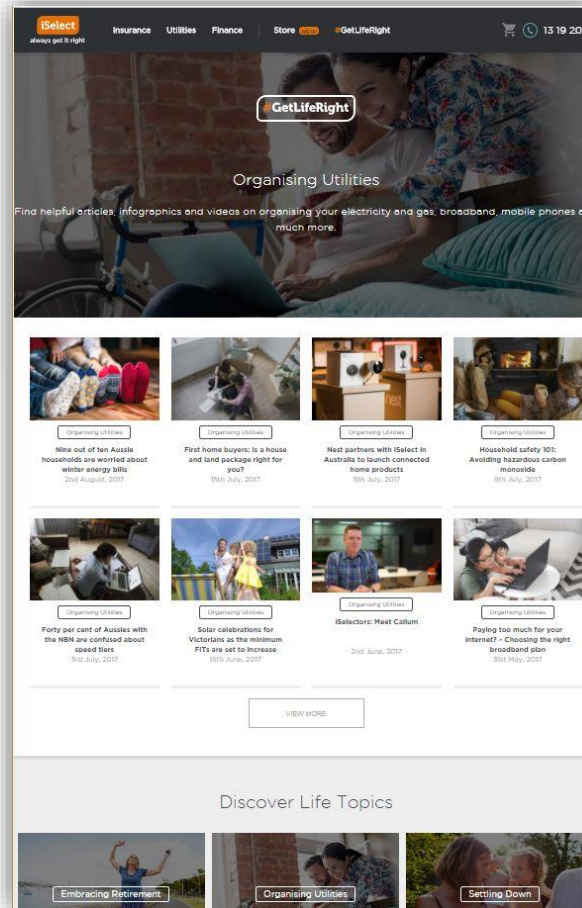 iSelect
always get it right
Insurance Utilities Finance Store NEW #GetLifeRight 13 19 20
#GetLifeRight
Organising Utilities
Find helpful articles, infographics and videos on organising your electricity and gas, broadband, mobile phones a
much more.
nest
Organising Utilities
Nine out of ten Aussie
households are worried about
winter energy bills
2nd August, 2017
Organising Utilities
First home buyers: Is a house
and land package right for
you?
15th July, 2017
Organising Utilities
Nest partners with iSelect in
Australia to launch connected
home products
11th July, 2017
Organising Utilities
Household safety 101:
Avoiding hazardous carbon
monoxide
9th July, 2017
Organising Utilities
Forty per cent of Aussies with
the NBN are confused about
speed tiers
3rd July, 2017
Organising Utilities
Solar celebrations for
Victorians as the minimum
FiTs are set to increase
15th June, 2017
Organising Utilities
iSelectors: Meet Callum
2nd June, 2017
Organising Utilities
Paying too much for your
internet? – Choosing the right
broadband plan
31st May, 2017
VIEW MORE
Discover Life Topics
Embracing Retirement
Organising Utilities
Settling Down